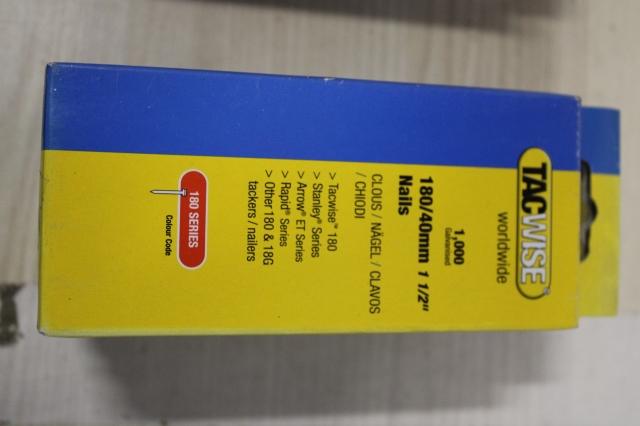 TACWISE®
worldwide
1,000
Galvanised
180/40mm 1 1/2"
Nails
CLOUS / NÄGEL / CLAVOS
/ CHIODI
> Tacwise™ 180
> Stanley® Series
> Arrow® ET Series
> Rapid® Series
> Other 180 & 18G
tackers / nailers
180 SERIES
Colour Code